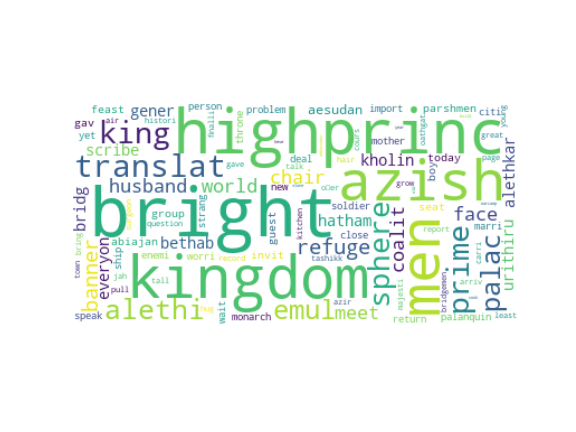 feast
gener
person
problem
aesudan
import
parshmen
citi
young
gav
air
histori
finalli
throne
highprinc
yet
king
scribe
mother
great
page
translat
deal
talk
hair
chair
kholin
today
boy
alethkar
oathgat
cours
husband
world
new
azish
grow
bridg
bright
group
question
strang
guest
kitchen
soldier
hatham
close
face
seat
marri
surgeon
abiajan
bethab
refuge
sphere
coalit
men
prime
palac
urithiru
everyon
ship
enemi
worri
invit
record
tashikk
report
carri
arriv
banner
town
bring
jah
tall
kingdom
azir
majesti
bridgemen
pull
alethi
hug
emul
meet
speak
wait
monarch
return
palanquin
least
gave